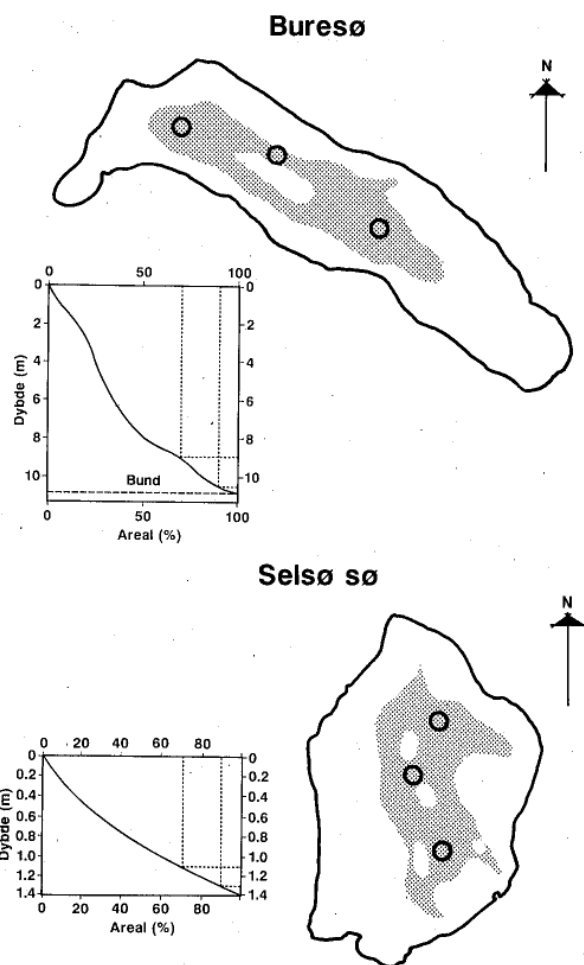 Buresø
N
0 50 100
0 0
2 2
4 4
6 6
8 8
10 10
Dybde (m)
Bund
0 50 100
Areal (%)
Selsø sø
N
0 20 40 60 80
0 0
0.2 0.2
0.4 0.4
0.6 0.6
0.8 0.8
1.0 1.0
1.2 1.2
1.4 1.4
Dybde (m)
0 20 40 60 80
Areal (%)